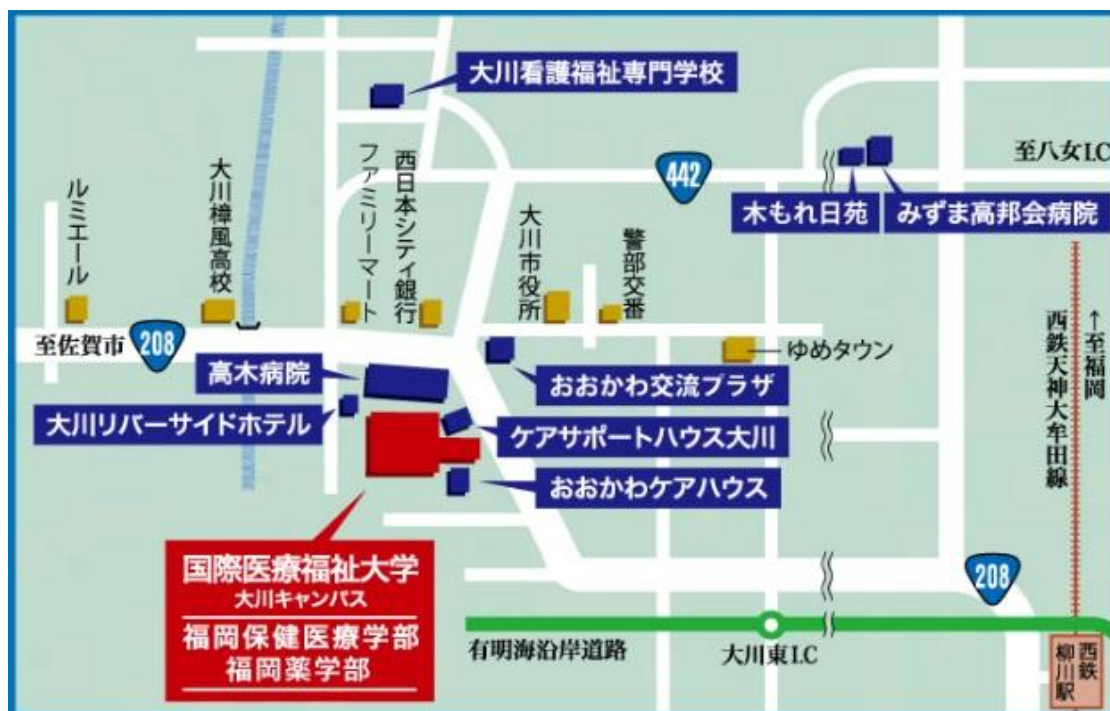 大川看護福祉専門学校
442
至八女I.C
木もれ日苑
みずま高邦会病院
ルミエール
大川樟風高校
ファミリーマート
西日本シティ銀行
大川市役所
警部交番
至佐賀市
208
高木病院
大川リバーサイドホテル
おおかわ交流プラザ
ゆめタウン
ケアサポートハウス大川
おおかわケアハウス
↑至福岡
西鉄天神大牟田線
国際医療福祉大学
大川キャンパス
福岡保健医療学部
福岡薬学部
208
有明海沿岸道路
大川東I.C
西鉄
柳川駅